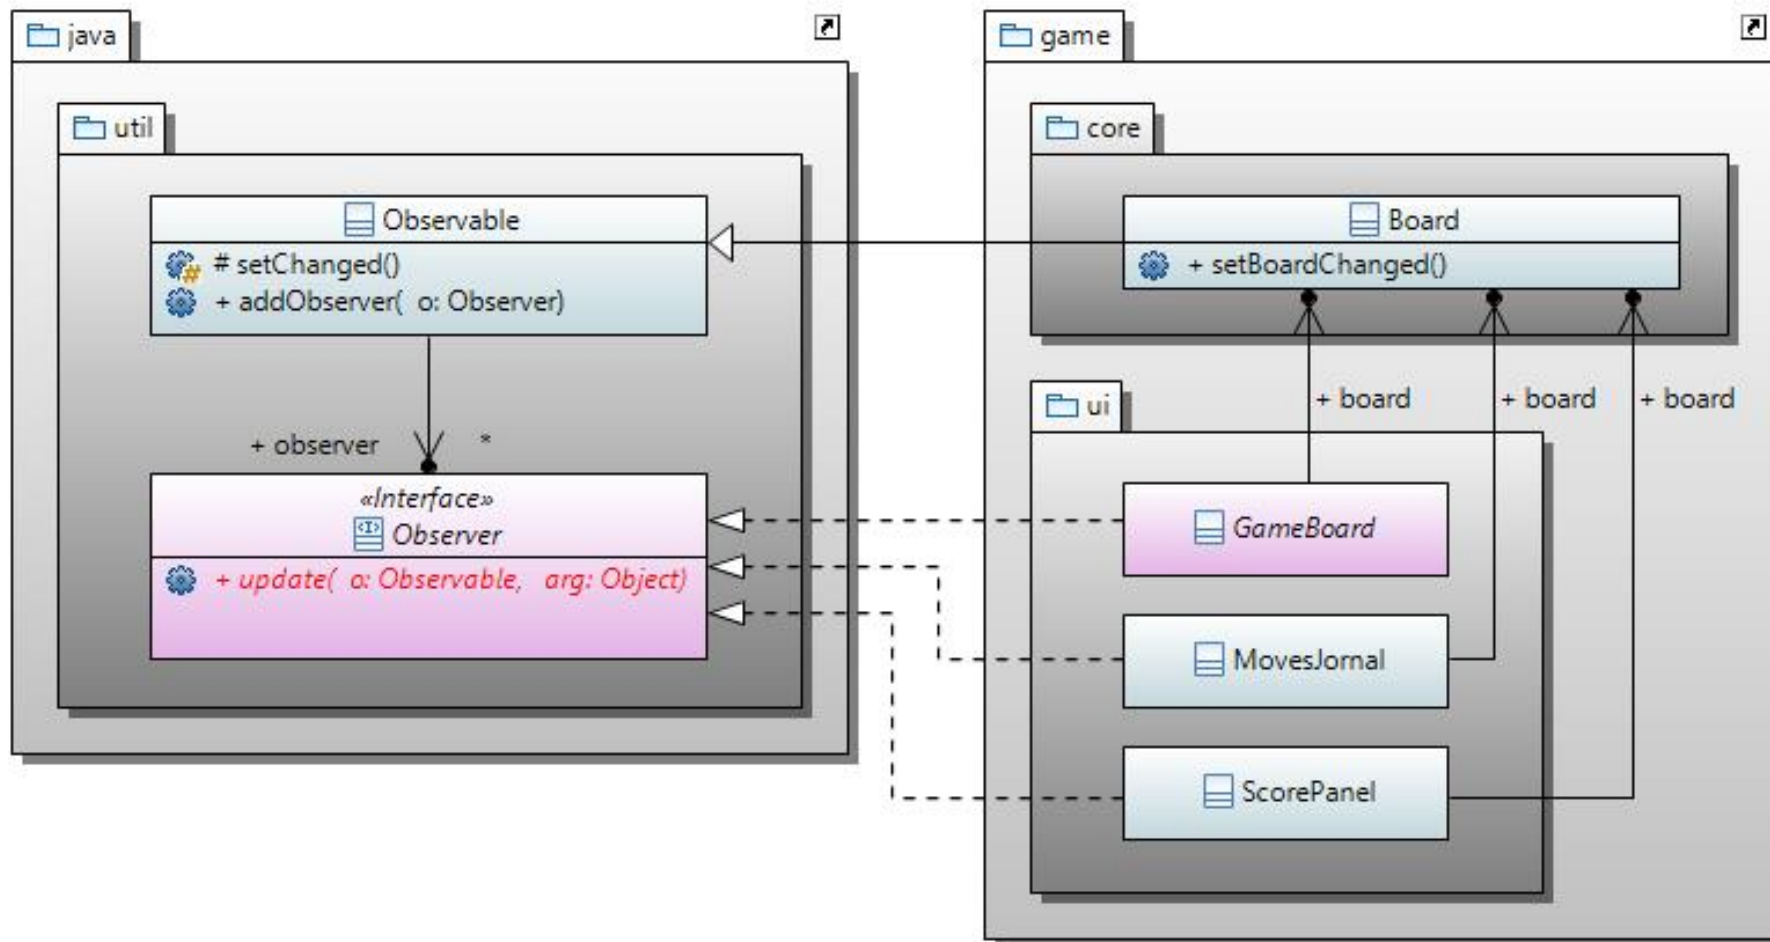 java
util
Observable
# setChanged()
+ addObserver( o: Observer)
+ observer
*
«Interface»
Observer
+ update( o: Observable, arg: Object)
game
core
Board
+ setBoardChanged()
+ board
+ board
+ board
ui
GameBoard
MovesJornal
ScorePanel